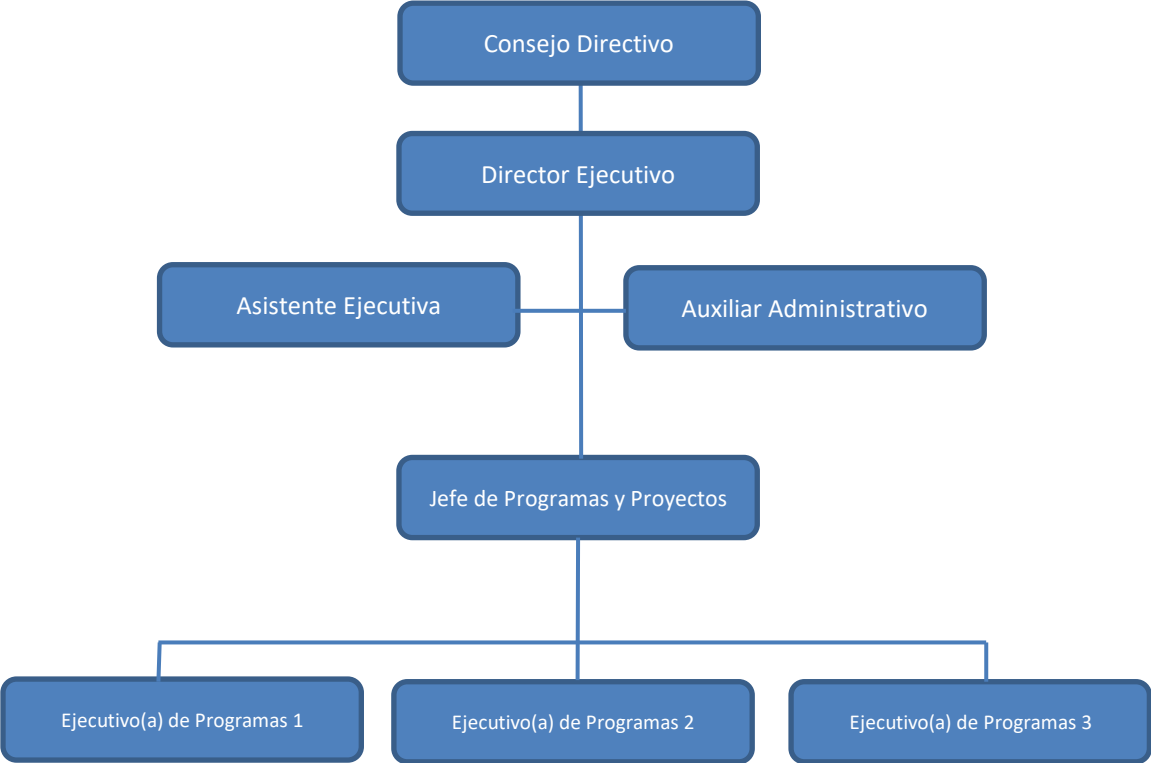 Consejo Directivo
Director Ejecutivo
Asistente Ejecutiva
Auxiliar Administrativo
Jefe de Programas y Proyectos
Ejecutivo(a) de Programas 1
Ejecutivo(a) de Programas 2
Ejecutivo(a) de Programas 3